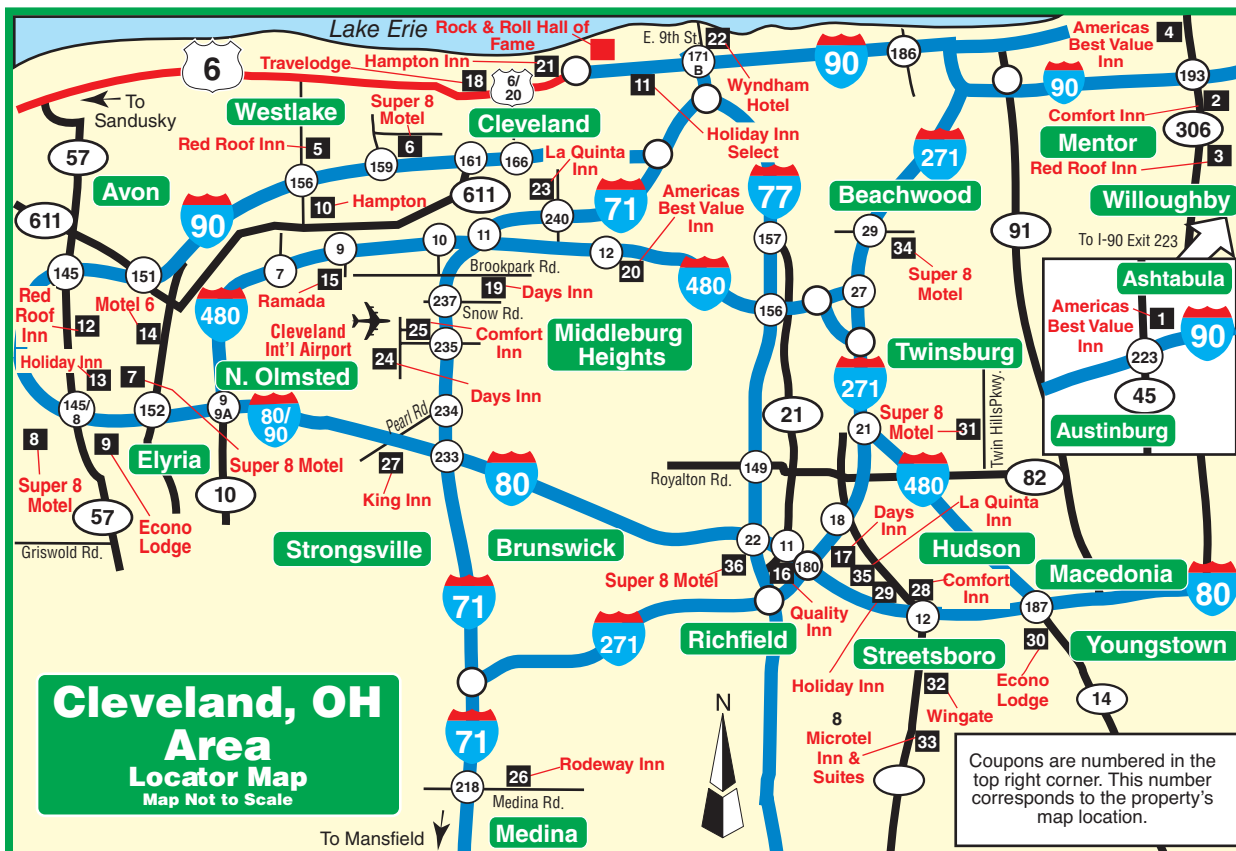 Lake Erie
Rock & Roll Hall of
Fame
E. 9th St.
22
Americas
Best Value
Inn
4
6
Travelodge
18
Hampton Inn
21
6/
20
171
B
11
Wyndham
Hotel
90
186
90
193
To
Sandusky
Westlake
Super 8
Motel
6
Cleveland
Holiday Inn
Select
271
Mentor
2
Comfort Inn
306
57
Red Roof Inn
5
159
161
166
La Quinta
Inn
23
3
Red Roof Inn
Avon
156
611
10
Hampton
240
71
Americas
Best Value
Inn
77
Beachwood
Willoughby
611
90
9
10
11
12
20
157
29
34
Super 8
Motel
91
To I-90 Exit 223
145
151
7
15
Ramada
Brookpark Rd.
19
Days Inn
480
27
Ashtabula
Red
Roof
Inn
12
Motel 6
14
480
237
Snow Rd.
156
Americas
Best Value
Inn
1
90
Cleveland
Int'l Airport
25
Comfort
Inn
235
Middleburg
Heights
Twinsburg
223
Holiday Inn
13
7
N. Olmsted
24
Days Inn
271
45
145/
8
152
9
9A
80/
90
Pearl Rd.
234
21
21
Super 8
Motel
31
Twin HillsPkwy.
Austinburg
8
9
Elyria
Super 8 Motel
27
233
80
Royalton Rd.
149
480
82
Super 8
Motel
57
Econo
Lodge
10
King Inn
18
Days
Inn
La Quinta
Inn
Griswold Rd.
Strongsville
Brunswick
22
11
17
Hudson
Super 8 Motel
36
16
180
35
29
28
Comfort
Inn
Macedonia
80
71
271
Quality
Inn
12
187
Richfield
Streetsboro
30
Youngstown
Holiday Inn
Econo
Lodge
Cleveland, OH
Area
Locator Map
Map Not to Scale
71
N
32
Wingate
14
8
Microtel
Inn &
Suites
33
218
26
Rodeway Inn
Medina Rd.
To Mansfield
Medina
Coupons are numbered in the
top right corner. This number
corresponds to the property's
map location.